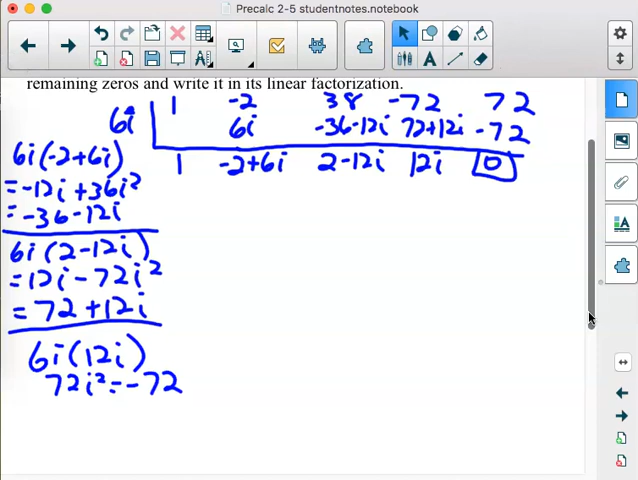 Precalc 2-5 studentnotes.notebook
remaining zeros and write it in its linear factorization.
6i 1 -2 38 -72 72
6i -36-12i 72+12i -72
1 -2+6i 2-12i 12i 0
6i(-2+6i)
=-12i+36i²
=-36-12i
6i(2-12i)
=12i-72i²
=72+12i
6i(12i)
72i²=-72